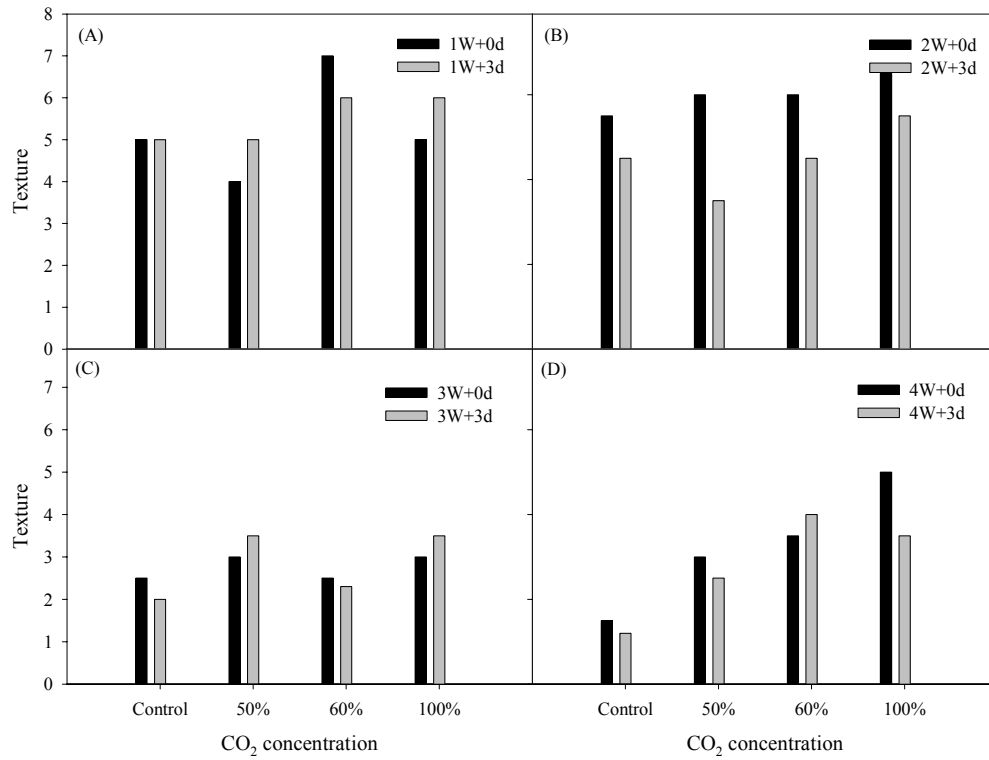 (A)
1W+0d
1W+3d
8
7
6
5
4
3
2
1
0
Texture
(B)
2W+0d
2W+3d
(C)
3W+0d
3W+3d
7
6
5
4
3
2
1
0
Texture
Control 50% 60% 100%
CO₂ concentration
(D)
4W+0d
4W+3d
Control 50% 60% 100%
CO₂ concentration